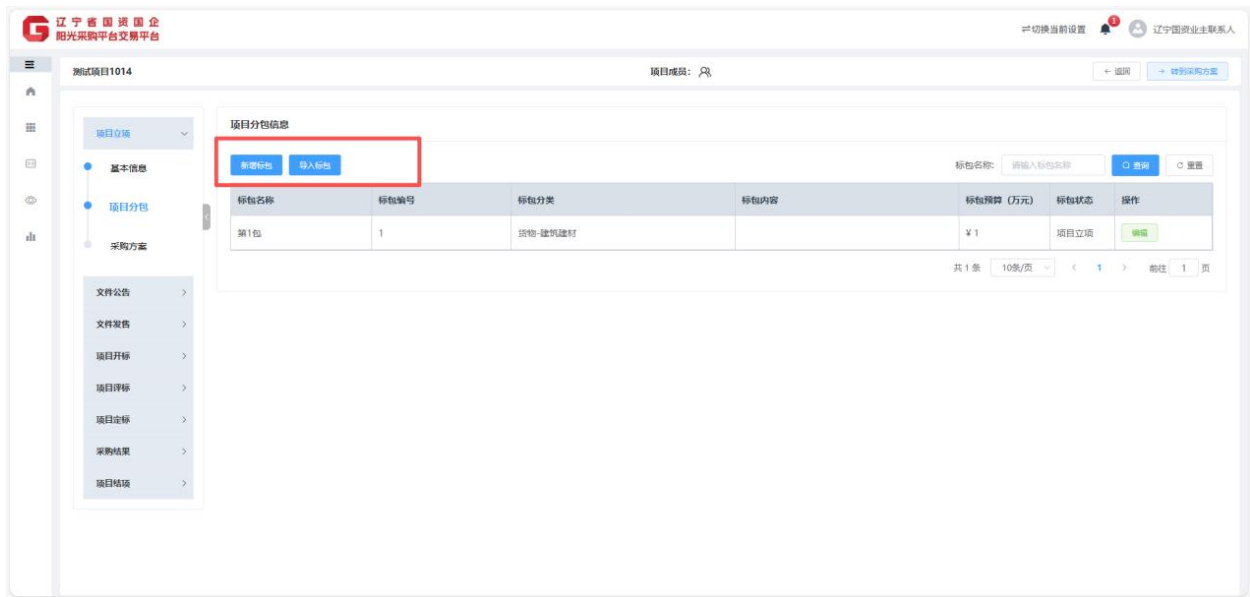 辽宁省国资国企
阳光采购平台交易平台
切换当前设置 1 辽宁国资业主联系人
测试项目1014 项目成员： ← 返回 → 转到采购方案
项目立项
基本信息
项目分包
采购方案
文件公告
文件发售
项目开标
项目评标
项目定标
采购结果
项目结项
项目分包信息
新增标包 导入标包 标包名称: 请输入标包名称 查询 重置
标包名称 标包编号 标包分类 标包内容 标包预算（万元） 标包状态 操作
第1包 1 货物-建筑建材 ¥ 1 项目立项 编辑
共 1 条 10条/页 < 1 > 前往 1 页